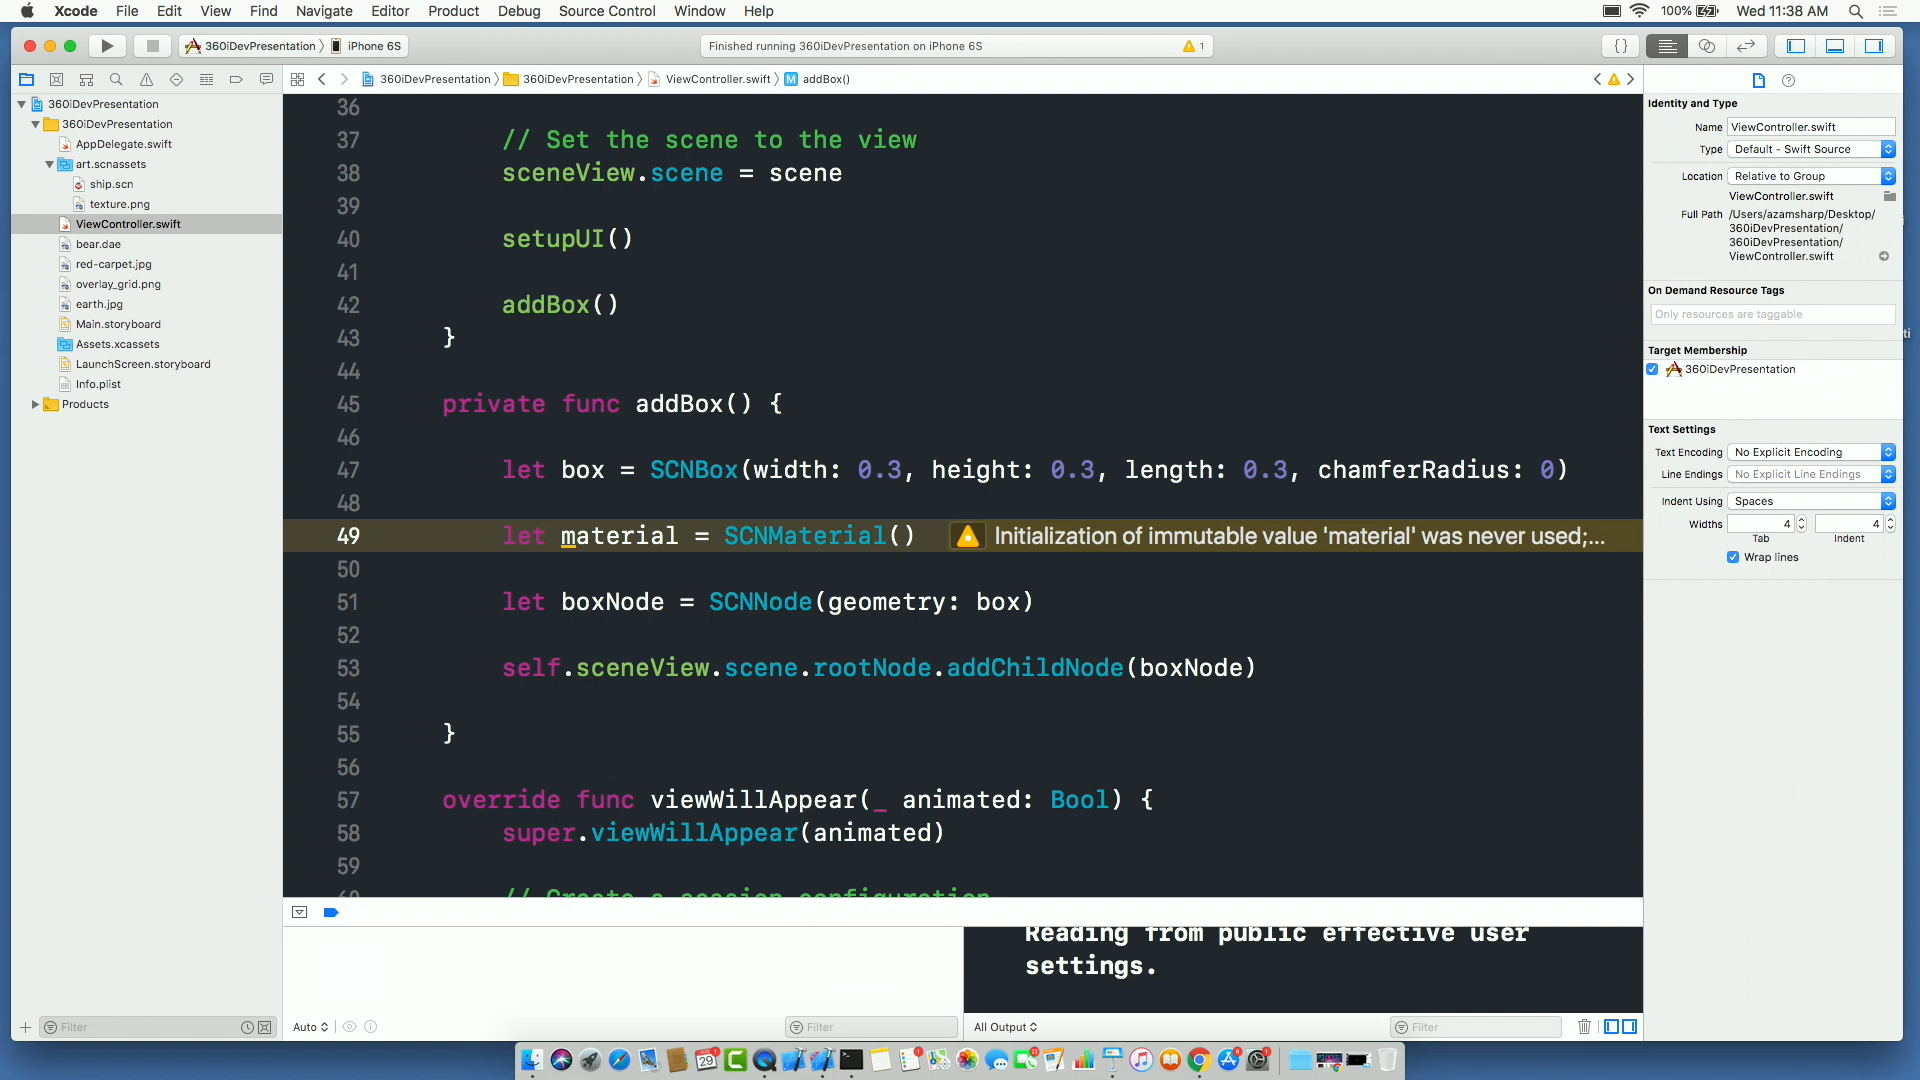 Xcode File Edit View Find Navigate Editor Product Debug Source Control Window Help 100% Wed 11:38 AM
360iDevPresentation iPhone 6S Finished running 360iDevPresentation on iPhone 6S 1 {}
360iDevPresentation 360iDevPresentation ViewController.swift M addBox()
360iDevPresentation
360iDevPresentation
AppDelegate.swift
art.scnassets
ship.scn
texture.png
ViewController.swift
bear.dae
red-carpet.jpg
overlay_grid.png
earth.jpg
Main.storyboard
Assets.xcassets
LaunchScreen.storyboard
Info.plist
Products
Filter
36
37 // Set the scene to the view
38 sceneView.scene = scene
39
40 setupUI()
41
42 addBox()
43 }
44
45 private func addBox() {
46
47 let box = SCNBox(width: 0.3, height: 0.3, length: 0.3, chamferRadius: 0)
48
49 let material = SCNMaterial() Initialization of immutable value 'material' was never used;...
50
51 let boxNode = SCNNode(geometry: box)
52
53 self.sceneView.scene.rootNode.addChildNode(boxNode)
54
55 }
56
57 override func viewWillAppear(_ animated: Bool) {
58 super.viewWillAppear(animated)
59
60 // Create a session configuration
Reading from public effective user
settings.
Auto Filter All Output Filter
Identity and Type
Name ViewController.swift
Type Default - Swift Source
Location Relative to Group
ViewController.swift
Full Path /Users/azamsharp/Desktop/
360iDevPresentation/
360iDevPresentation/
ViewController.swift
On Demand Resource Tags
Only resources are taggable
Target Membership
360iDevPresentation
Text Settings
Text Encoding No Explicit Encoding
Line Endings No Explicit Line Endings
Indent Using Spaces
Widths 4 4
Tab Indent
Wrap lines
29